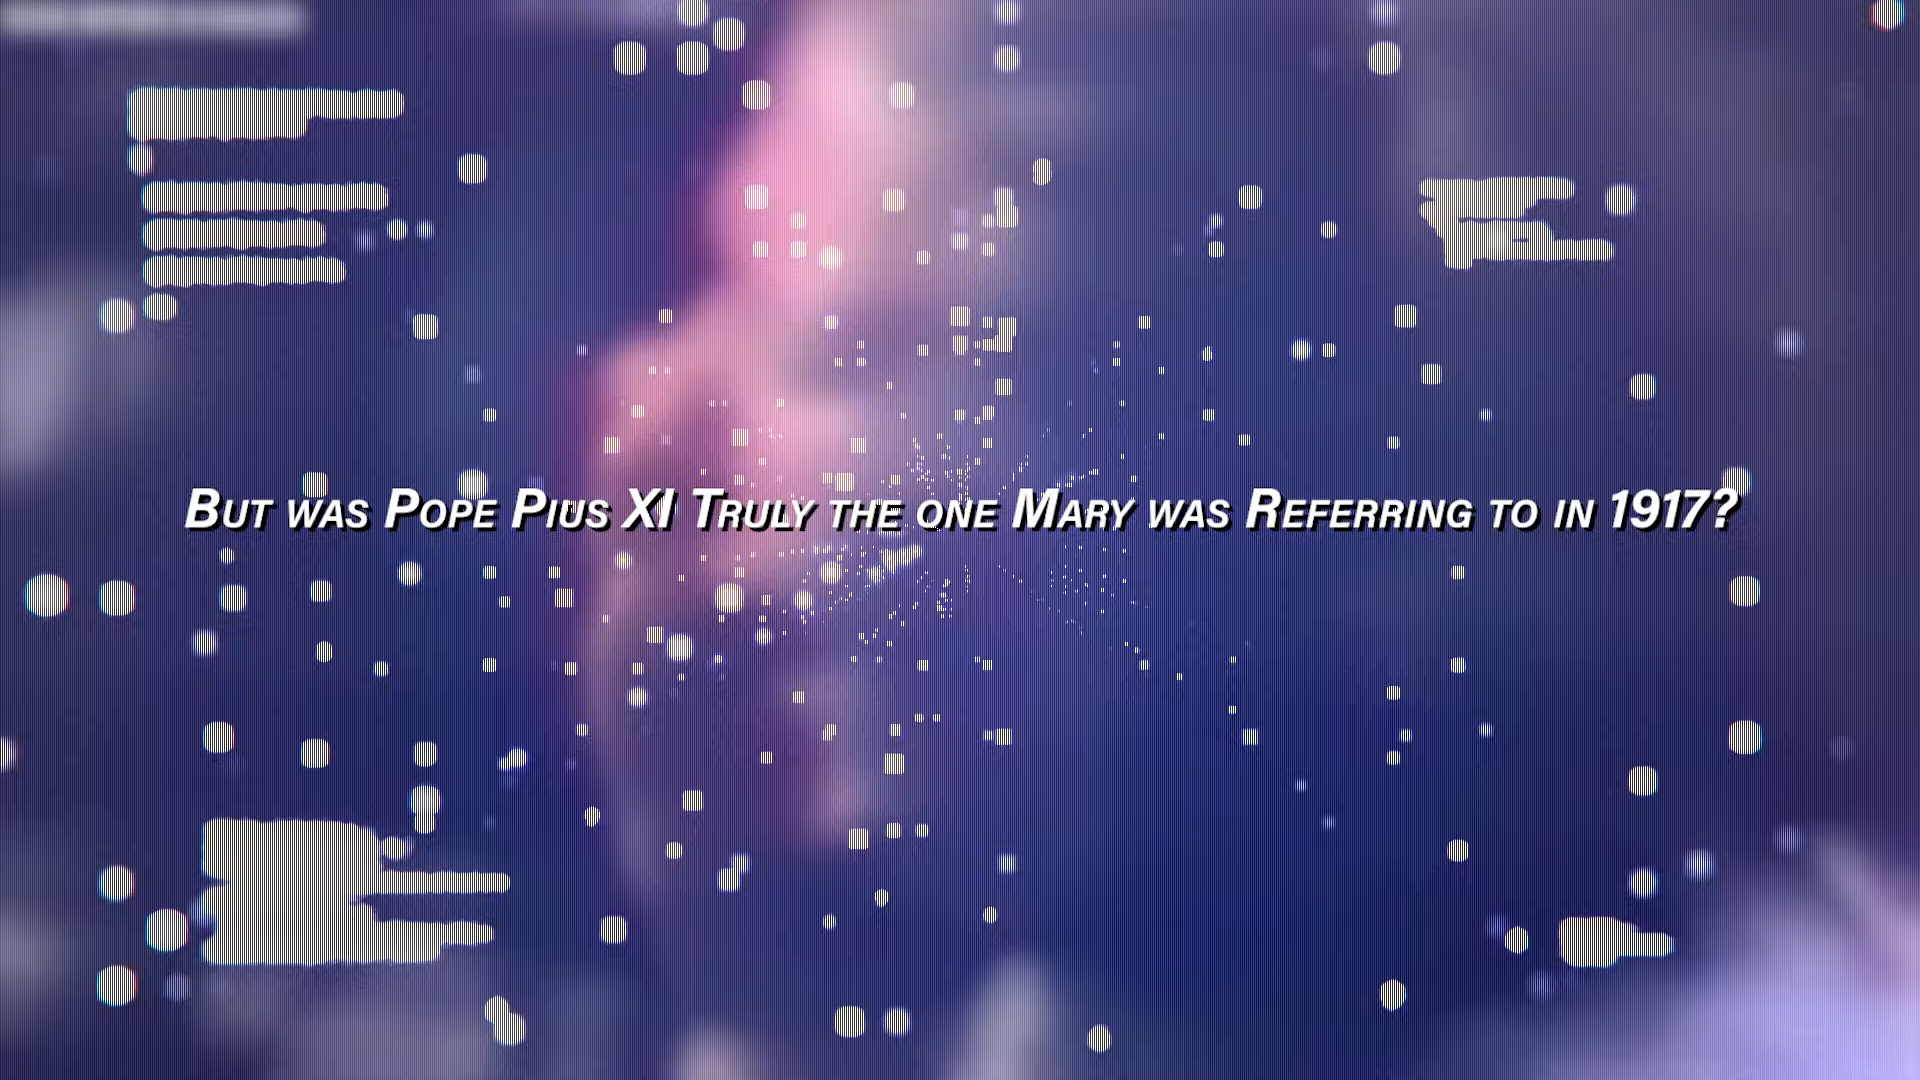 But was Pope Pius XI Truly the one Mary was Referring to in 1917?